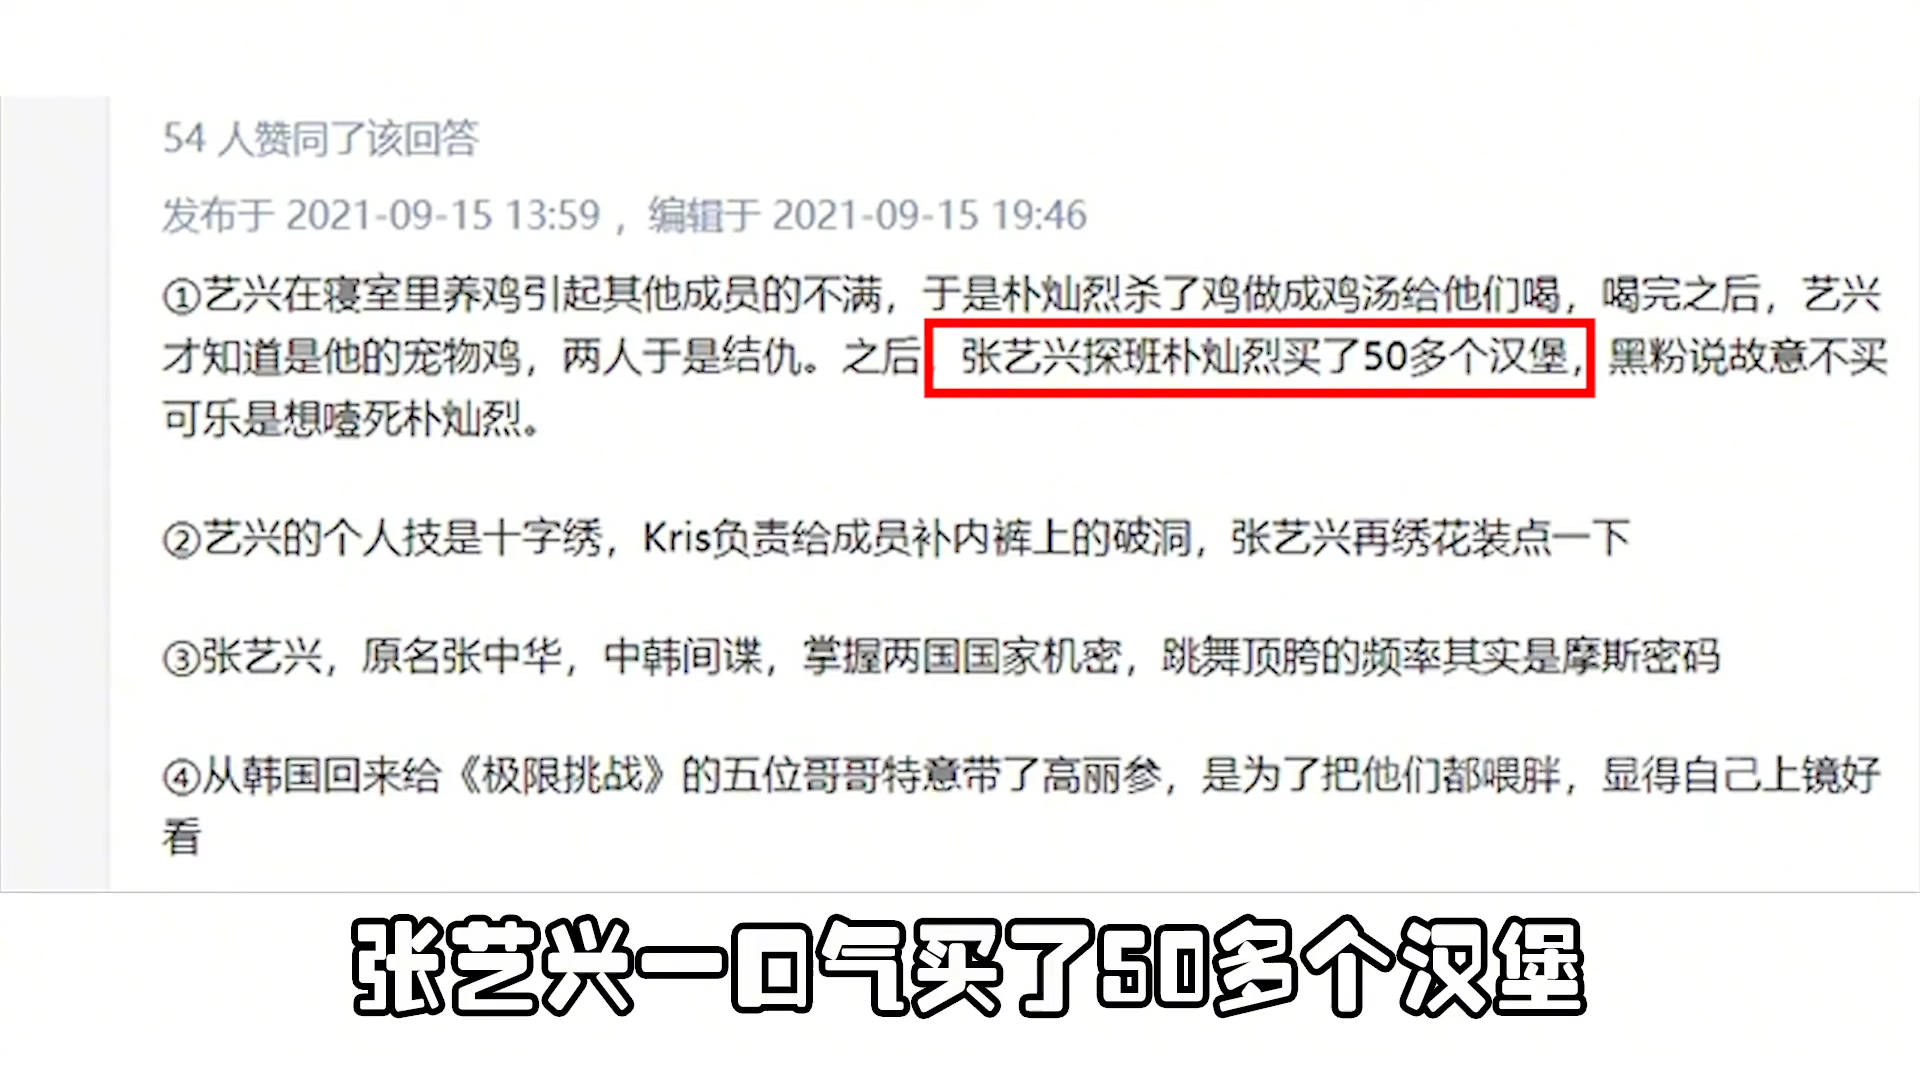 54 人赞同了该回答
发布于 2021-09-15 13:59 ，编辑于 2021-09-15 19:46
①艺兴在寝室里养鸡引起其他成员的不满，于是朴灿烈杀了鸡做成鸡汤给他们喝，喝完之后，艺兴
才知道是他的宠物鸡，两人于是结仇。之后，张艺兴探班朴灿烈买了50多个汉堡，黑粉说故意不买
可乐是想噎死朴灿烈。
②艺兴的个人技是十字绣，Kris负责给成员补内裤上的破洞，张艺兴再绣花装点一下
③张艺兴，原名张中华，中韩间谍，掌握两国国家机密，跳舞顶胯的频率其实是摩斯密码
④从韩国回来给《极限挑战》的五位哥哥特意带了高丽参，是为了把他们都喂胖，显得自己上镜好
看
张艺兴一口气买了50多个汉堡